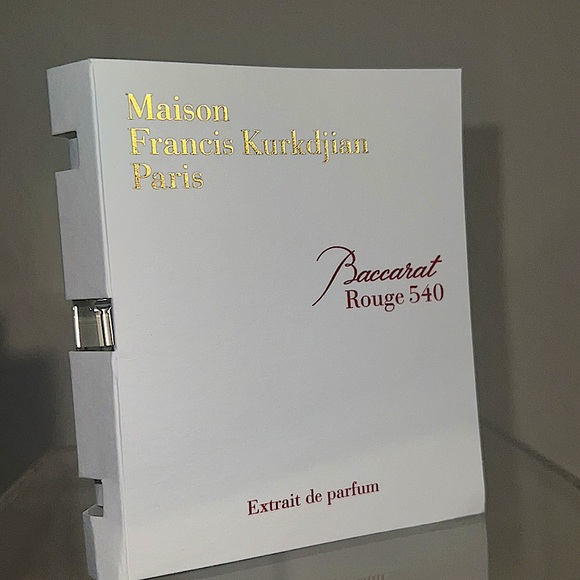 Maison
Francis Kurkdjian
Paris
Baccarat
Rouge 540
Extrait de parfum